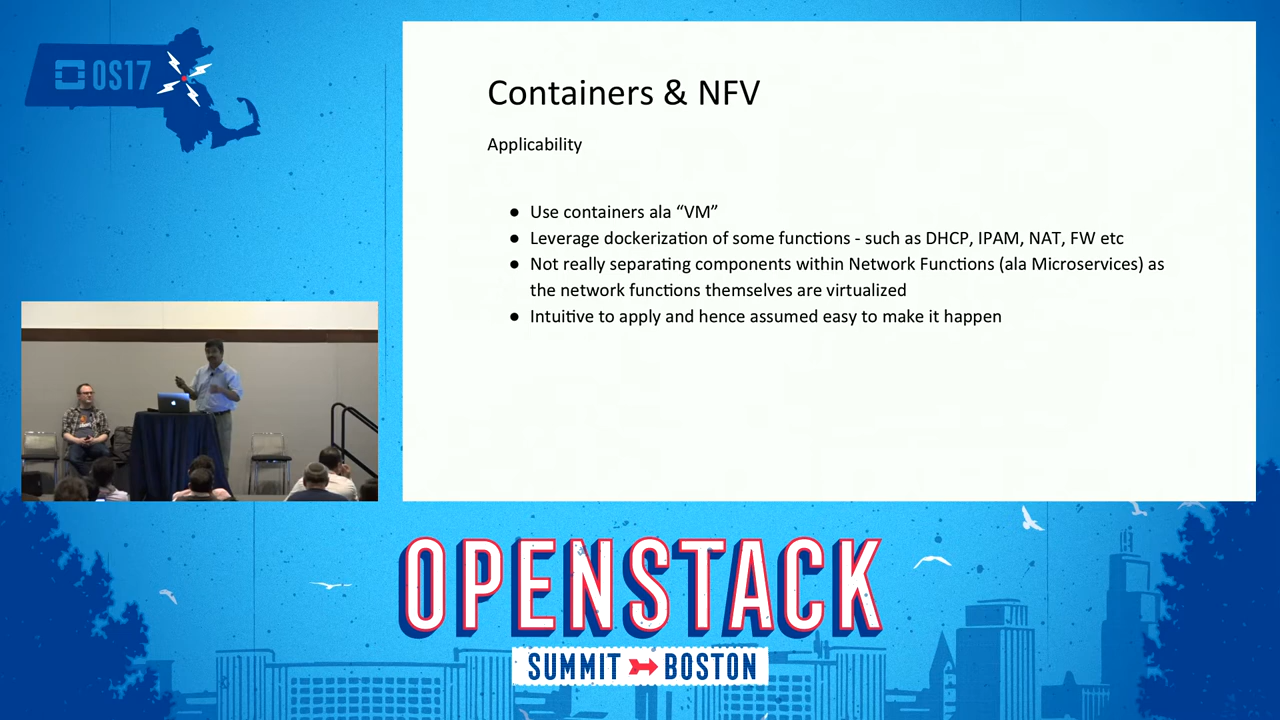 OS17
Containers & NFV
Applicability
● Use containers ala “VM”
● Leverage dockerization of some functions - such as DHCP, IPAM, NAT, FW etc
● Not really separating components within Network Functions (ala Microservices) as
the network functions themselves are virtualized
● Intuitive to apply and hence assumed easy to make it happen
OPENSTACK
SUMMIT BOSTON